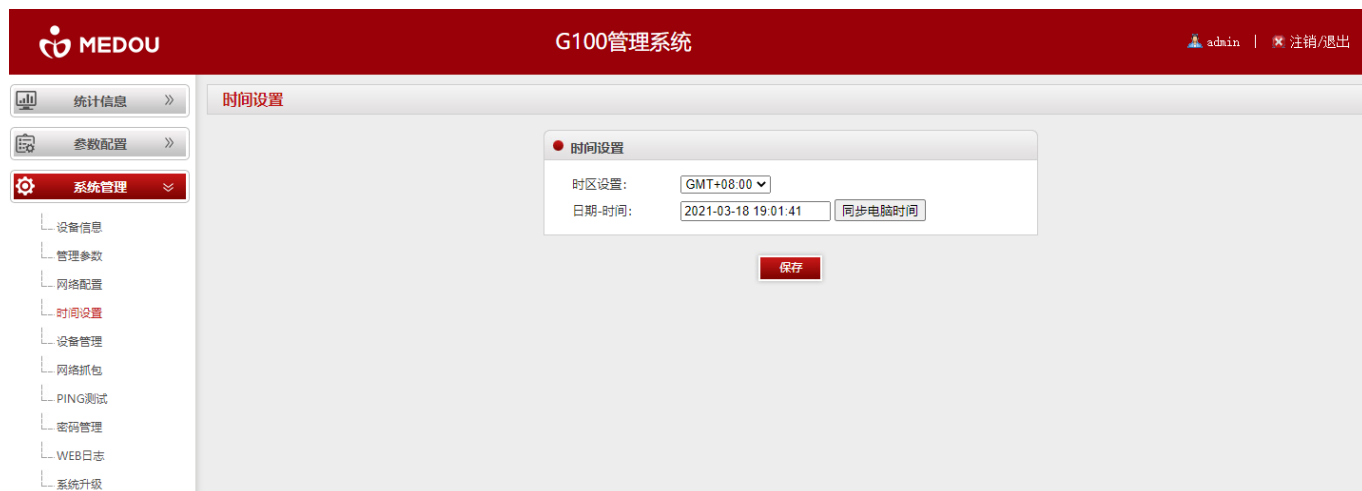 MEDOU
G100管理系统
admin | 注销/退出
统计信息
参数配置
系统管理
设备信息
管理参数
网络配置
时间设置
设备管理
网络抓包
PING测试
密码管理
WEB日志
系统升级
时间设置
时间设置
时区设置: GMT+08:00
日期-时间: 2021-03-18 19:01:41 同步电脑时间
保存